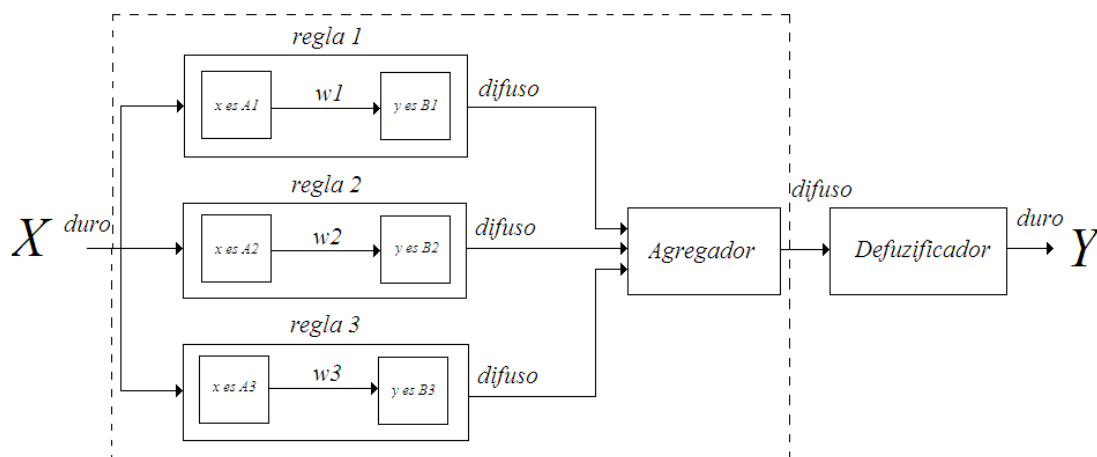 regla 1
x es A1
w1
y es B1
difuso
regla 2
x es A2
w2
y es B2
difuso
regla 3
x es A3
w3
y es B3
difuso
X
duro
Agregador
difuso
Defuzificador
duro
Y